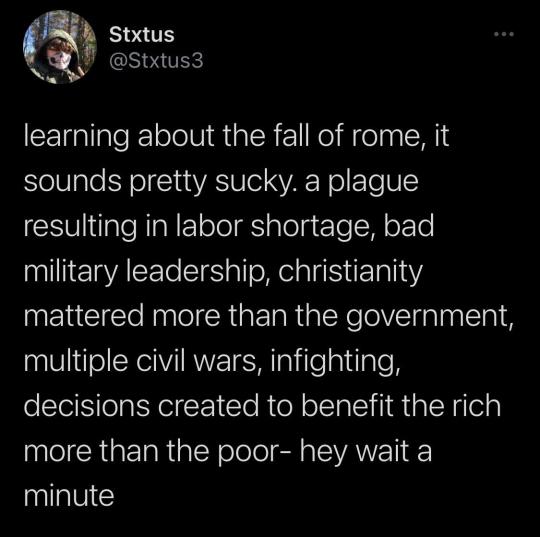 Stxtus
@Stxtus3
learning about the fall of rome, it
sounds pretty sucky. a plague
resulting in labor shortage, bad
military leadership, christianity
mattered more than the government,
multiple civil wars, infighting,
decisions created to benefit the rich
more than the poor- hey wait a
minute